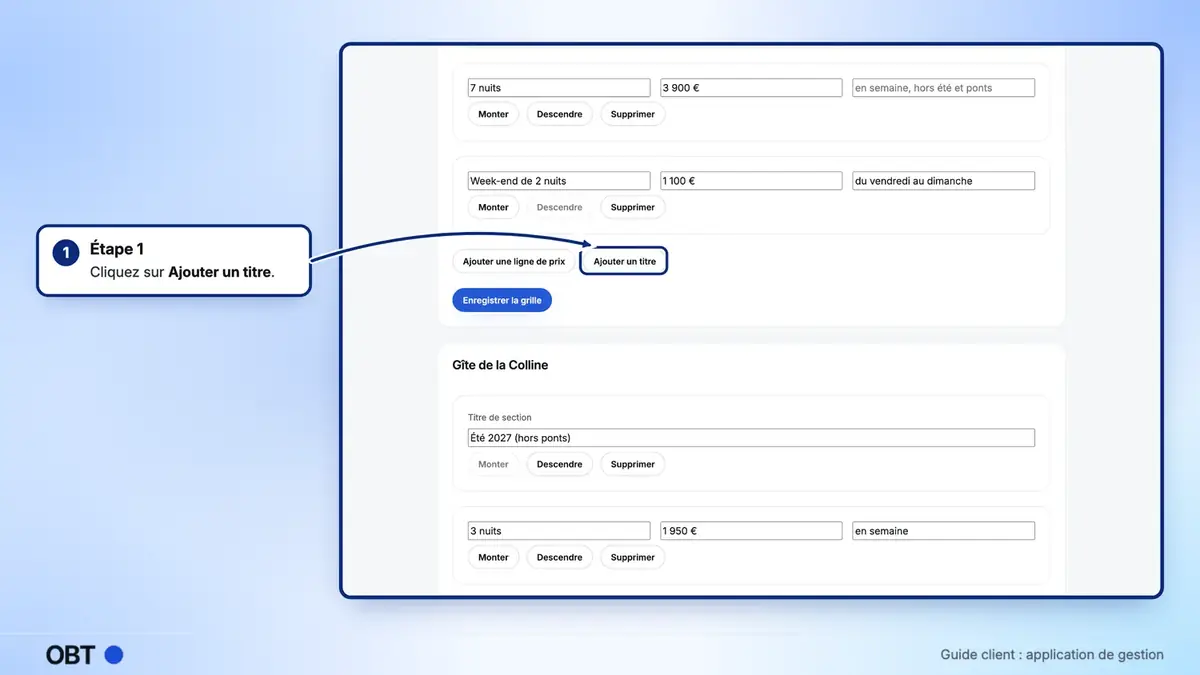 7 nuits 3 900 € en semaine, hors été et ponts
Monter Descendre Supprimer
Week-end de 2 nuits 1 100 € du vendredi au dimanche
Monter Descendre Supprimer
1 Étape 1
Cliquez sur Ajouter un titre.
Ajouter une ligne de prix Ajouter un titre
Enregistrer la grille
Gîte de la Colline
Titre de section
Été 2027 (hors ponts)
Monter Descendre Supprimer
3 nuits 1 950 € en semaine
Monter Descendre Supprimer
OBT
Guide client : application de gestion